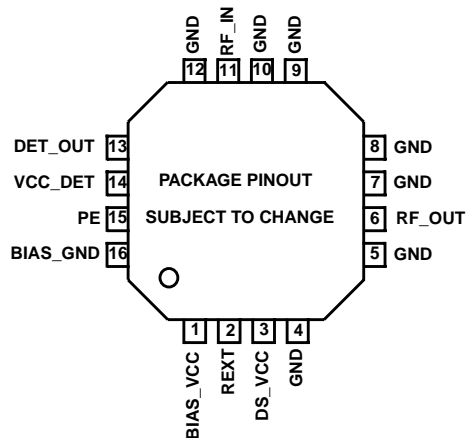 GND
RF_IN
GND
GND
12
11
10
9
DET_OUT 13
8 GND
VCC_DET 14
PACKAGE PINOUT
7 GND
PE 15
SUBJECT TO CHANGE
6 RF_OUT
BIAS_GND 16
5 GND
1
2
3
4
BIAS_VCC
REXT
DS_VCC
GND